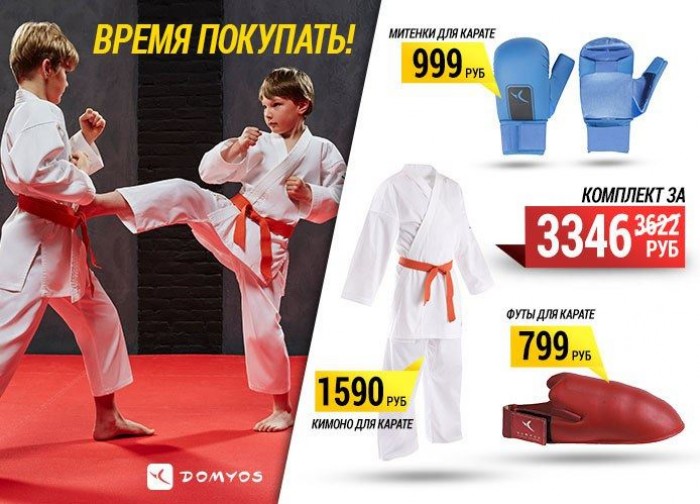 ВРЕМЯ ПОКУПАТЬ!
МИТЕНКИ ДЛЯ КАРАТЕ
999 РУБ
КОМПЛЕКТ ЗА
3346 3622 РУБ
ФУТЫ ДЛЯ КАРАТЕ
799 РУБ
1590 РУБ
КИМОНО ДЛЯ КАРАТЕ
DOMYOS